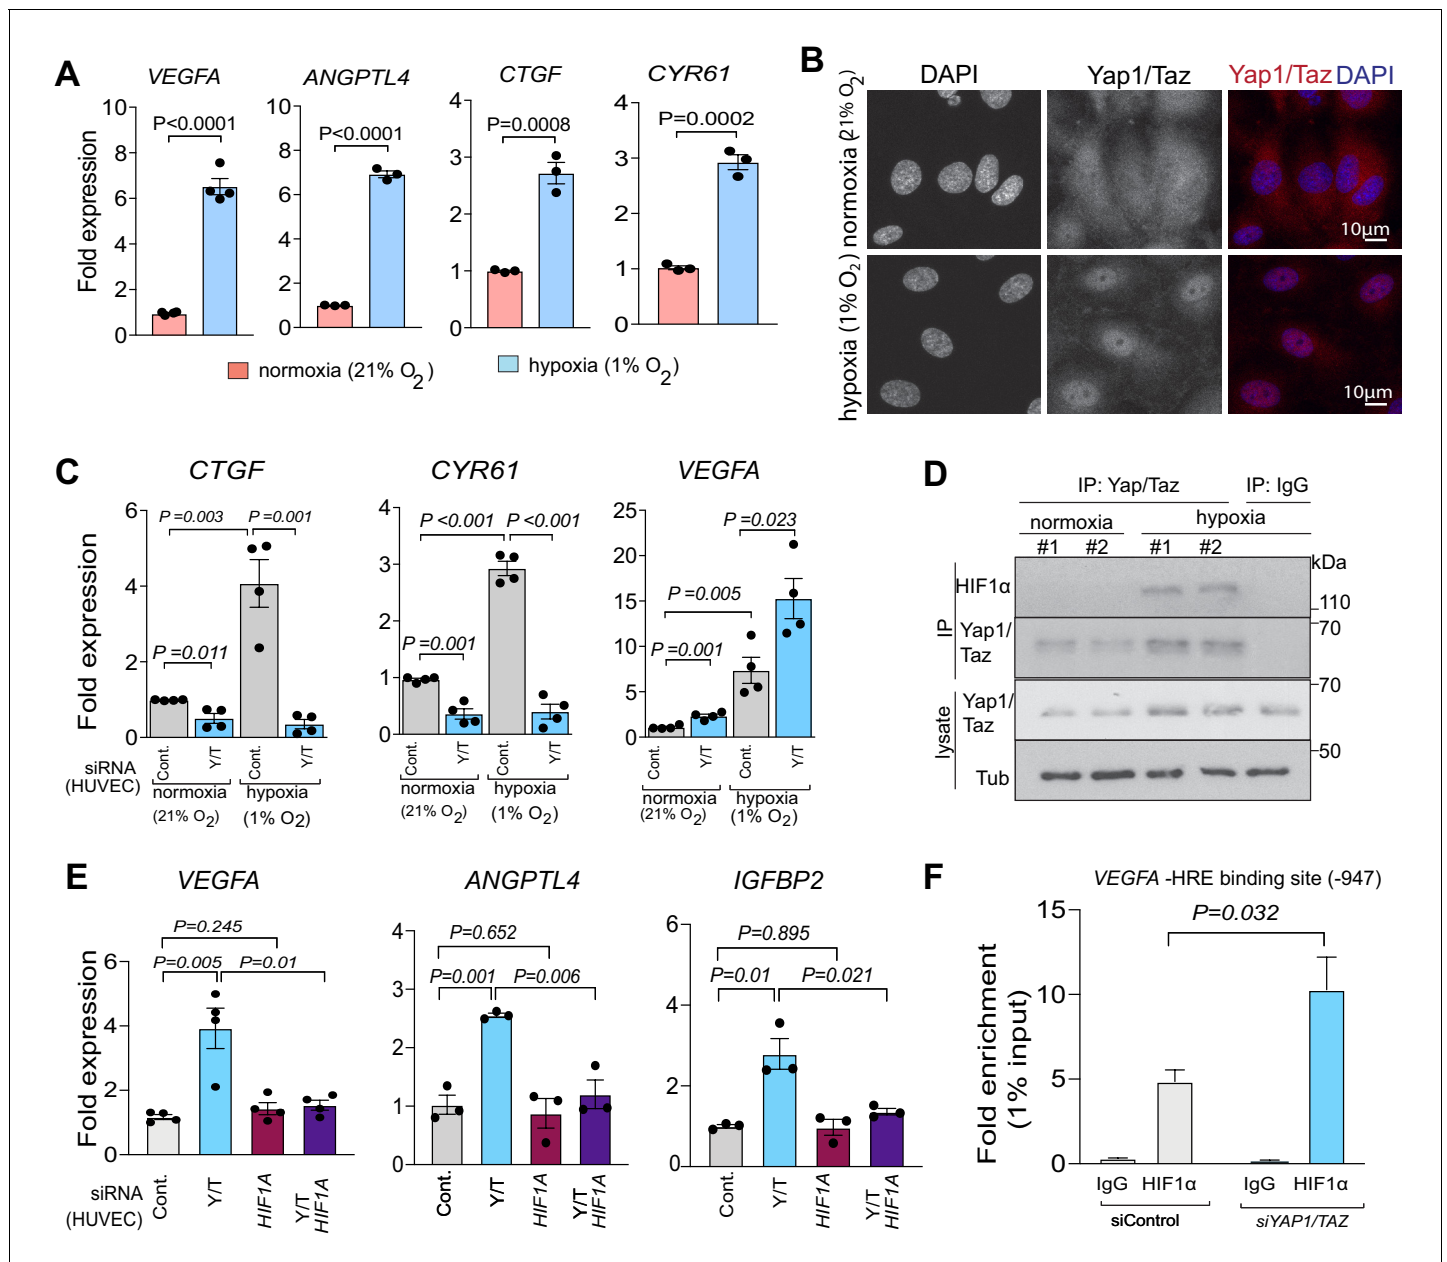 A
VEGFA
ANGPTL4
CTGF
CYR61
Fold expression
10
8
6
4
2
0
P<0.0001
10
8
6
4
2
0
P<0.0001
4
3
2
1
0
P=0.0008
4
3
2
1
0
P=0.0002
normoxia (21% O2)
hypoxia (1% O2)
B
DAPI
Yap1/Taz
Yap1/Taz DAPI
normoxia (21% O2)
hypoxia (1% O2)
10µm
10µm
C
CTGF
CYR61
VEGFA
Fold expression
6
4
2
0
P =0.003
P =0.001
P =0.011
4
3
2
1
0
P <0.001
P <0.001
P =0.001
25
20
15
10
5
0
P =0.023
P =0.005
P =0.001
siRNA
(HUVEC)
Cont.
Y/T
Cont.
Y/T
normoxia
(21% O2)
hypoxia
(1% O2)
Cont.
Y/T
Cont.
Y/T
normoxia
(21% O2)
hypoxia
(1% O2)
Cont.
Y/T
Cont.
Y/T
normoxia
(21% O2)
hypoxia
(1% O2)
D
IP: Yap/Taz
IP: IgG
normoxia
hypoxia
#1 #2 #1 #2
kDa
IP
HIF1α
110
Yap1/
Taz
70
lysate
Yap1/
Taz
70
50
Tub
E
VEGFA
ANGPTL4
IGFBP2
Fold expression
6
4
2
0
P=0.245
P=0.005
P=0.01
4
3
2
1
0
P=0.652
P=0.001
P=0.006
6
4
2
0
P=0.895
P=0.01
P=0.021
siRNA
(HUVEC)
Cont.
Y/T
HIF1A
Y/T
HIF1A
Cont.
Y/T
HIF1A
Y/T
HIF1A
Cont.
Y/T
HIF1A
Y/T
HIF1A
F
VEGFA -HRE binding site (-947)
Fold enrichment
(1% input)
15
10
5
0
P=0.032
IgG HIF1α
IgG HIF1α
siControl
siYAP1/TAZ